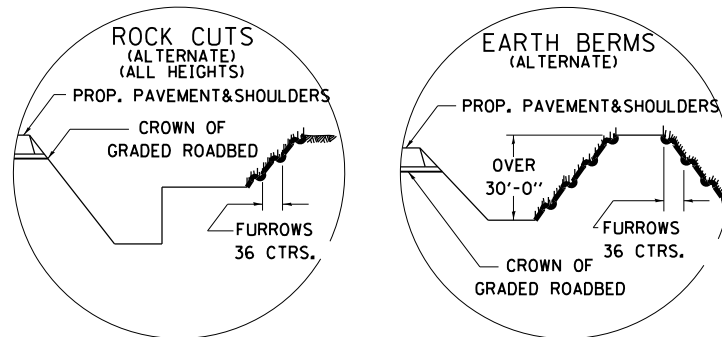 ROCK CUTS
(ALTERNATE)
(ALL HEIGHTS)
PROP. PAVEMENT&SHOULDERS
CROWN OF
GRADED ROADBED
FURROWS
36 CTRS.
EARTH BERMS
(ALTERNATE)
PROP. PAVEMENT&SHOULDERS
OVER
30'-0"
FURROWS
36 CTRS.
CROWN OF
GRADED ROADBED